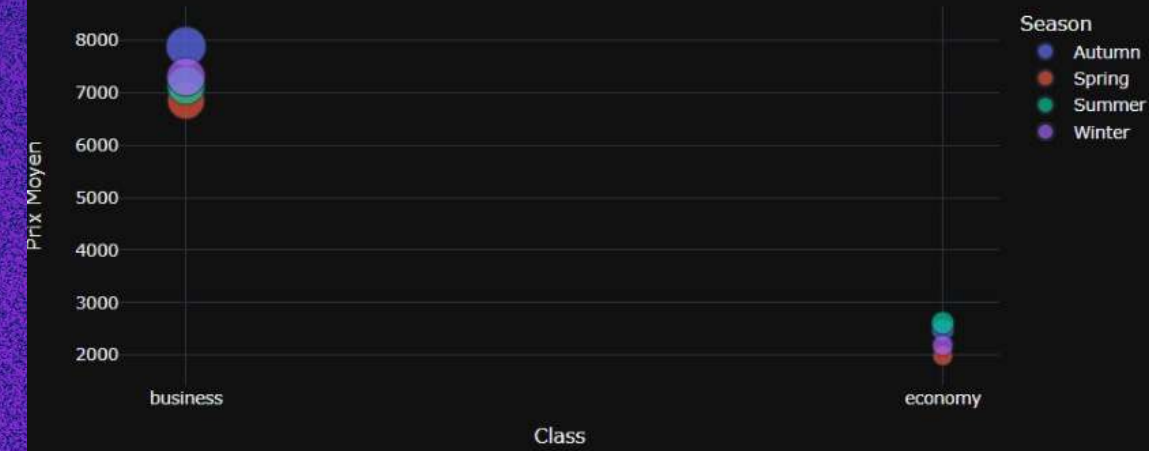 8000
7000
6000
5000
4000
3000
2000
Prix Moyen
business
economy
Class
Season
Autumn
Spring
Summer
Winter